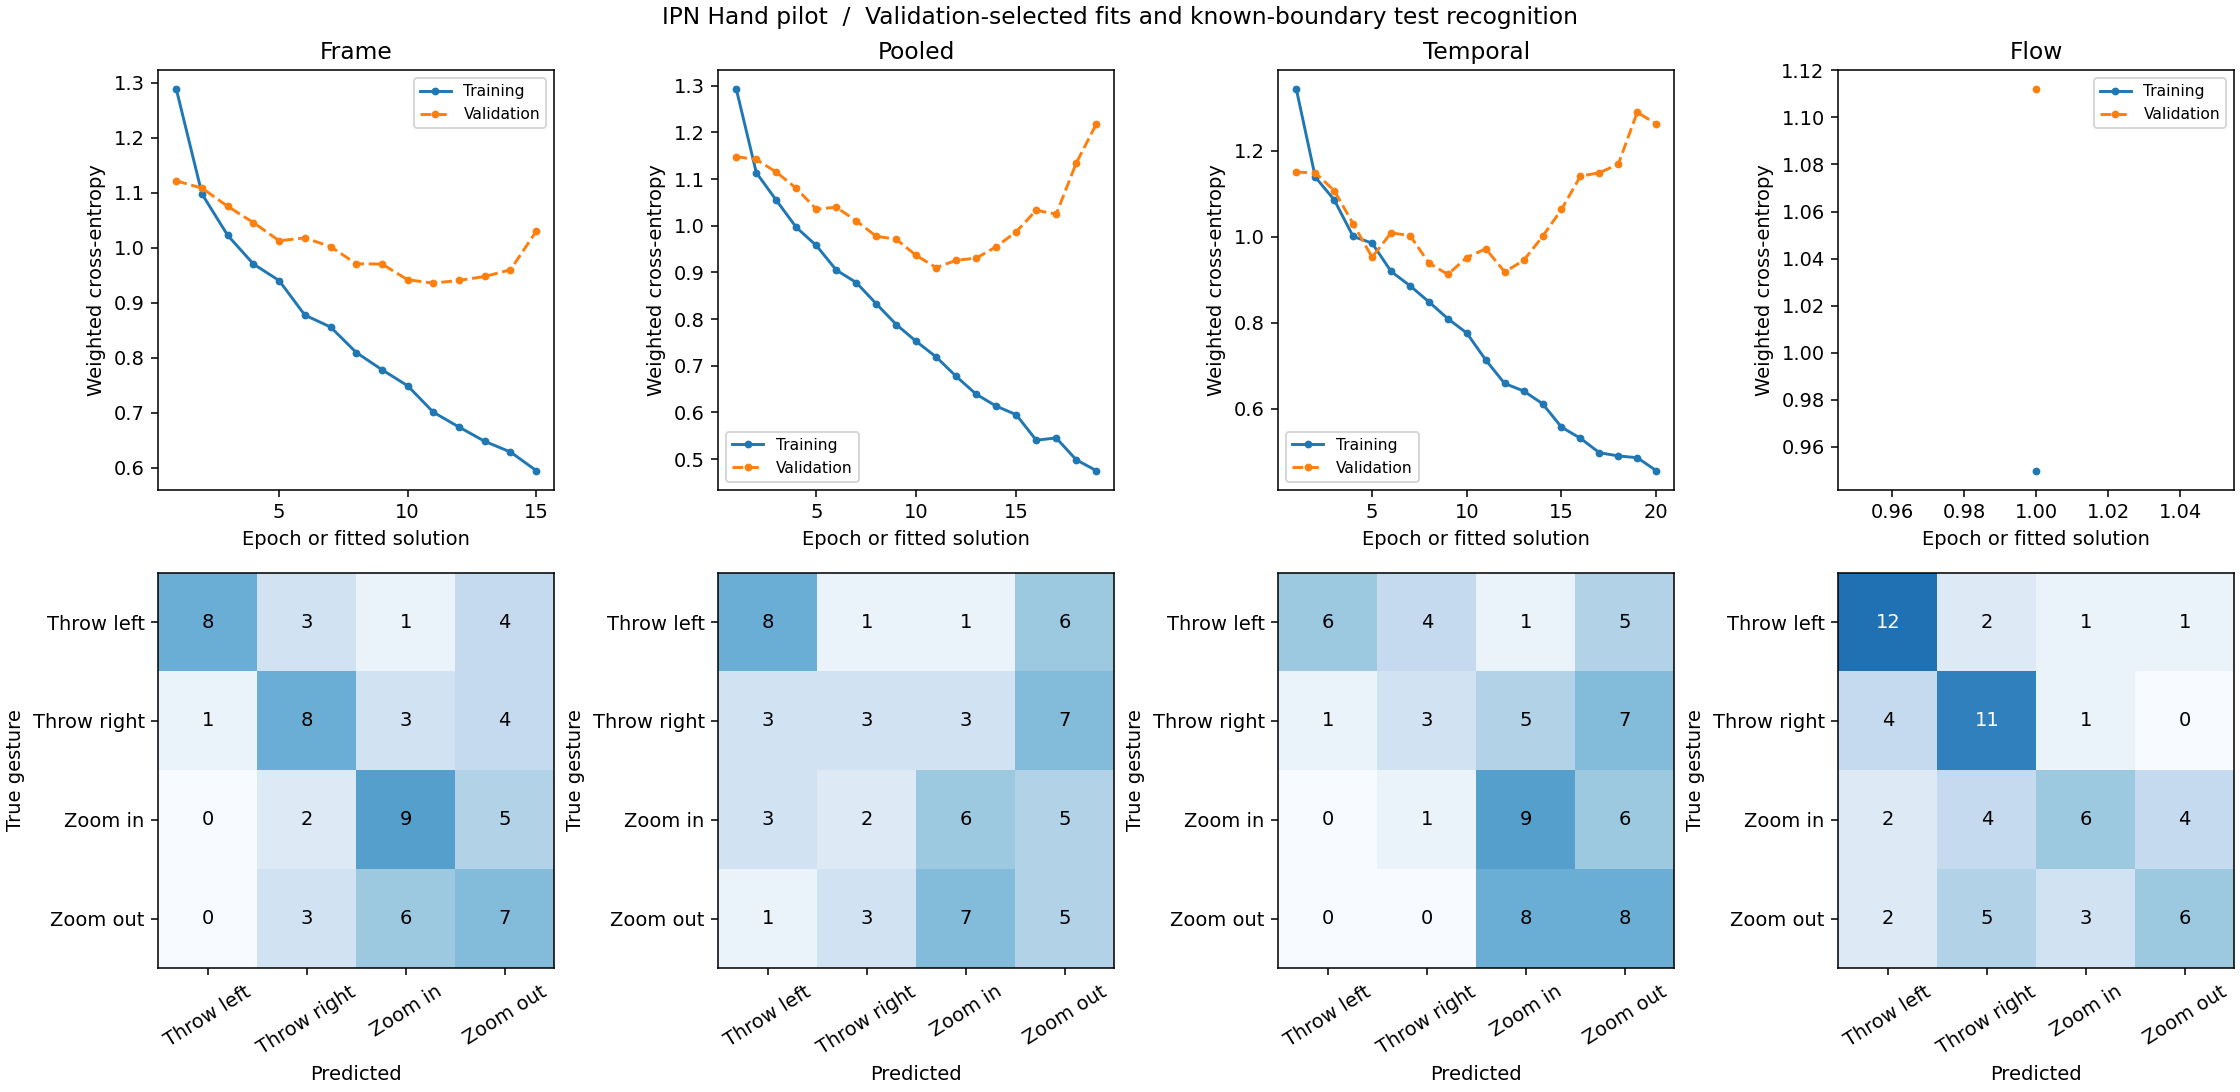 IPN Hand pilot / Validation-selected fits and known-boundary test recognition
Frame
1.3
1.2
1.1
1.0
0.9
0.8
0.7
0.6
Weighted cross-entropy
Training
Validation
5
10
15
Epoch or fitted solution
Pooled
1.3
1.2
1.1
1.0
0.9
0.8
0.7
0.6
0.5
Weighted cross-entropy
Training
Validation
5
10
15
Epoch or fitted solution
Temporal
1.2
1.0
0.8
0.6
Weighted cross-entropy
Training
Validation
5
10
15
20
Epoch or fitted solution
Flow
1.12
1.10
1.08
1.06
1.04
1.02
1.00
0.98
0.96
Weighted cross-entropy
Training
Validation
0.96
0.98
1.00
1.02
1.04
Epoch or fitted solution
True gesture
Throw left 8 3 1 4
Throw right 1 8 3 4
Zoom in 0 2 9 5
Zoom out 0 3 6 7
Throw left
Throw right
Zoom in
Zoom out
Predicted
True gesture
Throw left 8 1 1 6
Throw right 3 3 3 7
Zoom in 3 2 6 5
Zoom out 1 3 7 5
Throw left
Throw right
Zoom in
Zoom out
Predicted
True gesture
Throw left 6 4 1 5
Throw right 1 3 5 7
Zoom in 0 1 9 6
Zoom out 0 0 8 8
Throw left
Throw right
Zoom in
Zoom out
Predicted
True gesture
Throw left 12 2 1 1
Throw right 4 11 1 0
Zoom in 2 4 6 4
Zoom out 2 5 3 6
Throw left
Throw right
Zoom in
Zoom out
Predicted